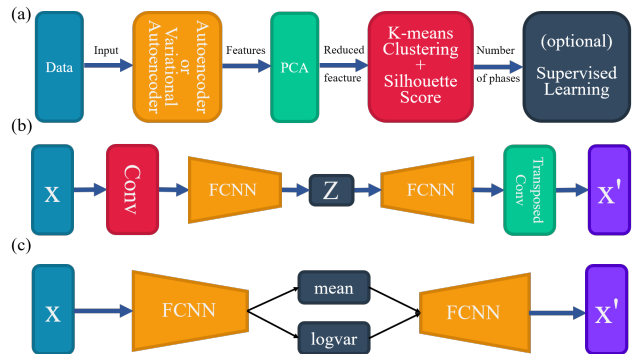 (a)
Data
Input
Autoencoder
or
Variational
Autoencoder
Features
PCA
Reduced
feacture
K-means
Clustering
+
Silhouette
Score
Number
of phases
(optional)
Supervised
Learning
(b)
X
Conv
FCNN
Z
FCNN
Transposed
Conv
X'
(c)
X
FCNN
mean
logvar
FCNN
X'